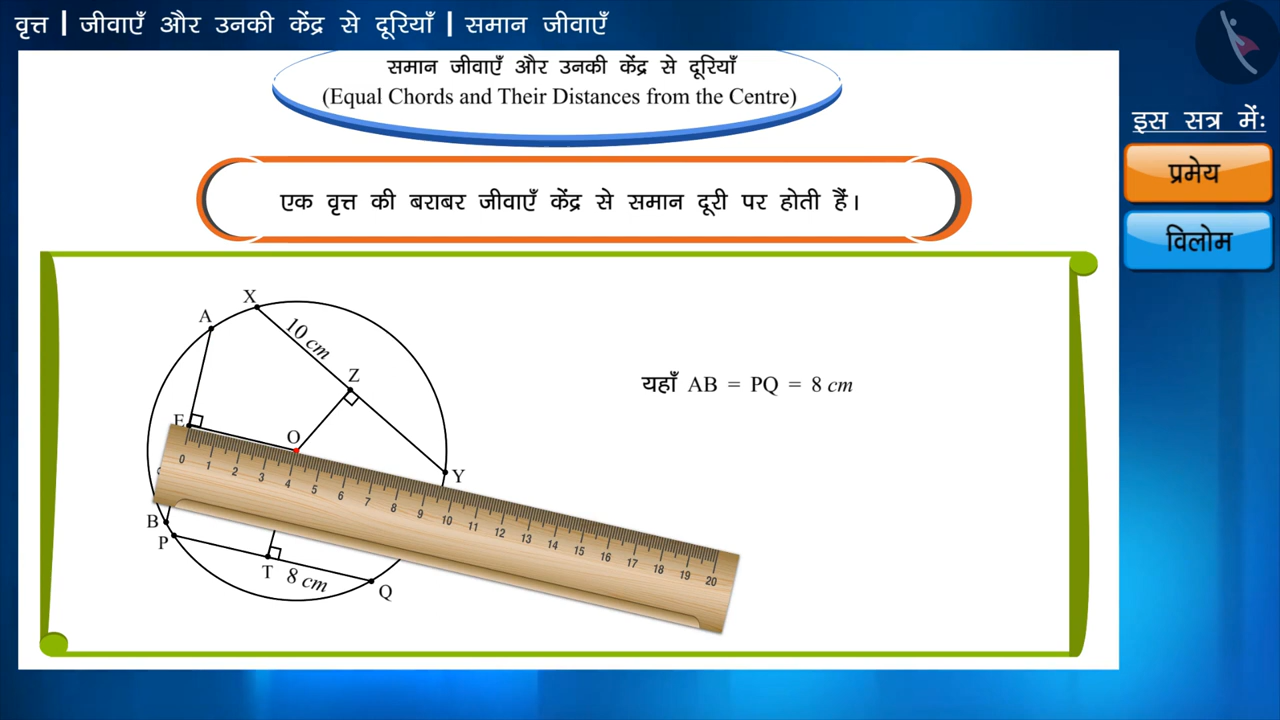 वृत्त | जीवाएँ और उनकी केंद्र से दूरियाँ | समान जीवाएँ
समान जीवाएँ और उनकी केंद्र से दूरियाँ
(Equal Chords and Their Distances from the Centre)
इस सत्र में:
प्रमेय
विलोम
एक वृत्त की बराबर जीवाएँ केंद्र से समान दूरी पर होती हैं।
X
A
10 cm
Z
यहाँ AB = PQ = 8 cm
E
O
Y
0 1 2 3 4 5 6 7 8 9 10 11 12 13 14 15 16 17 18 19 20
B
P
T 8 cm
Q